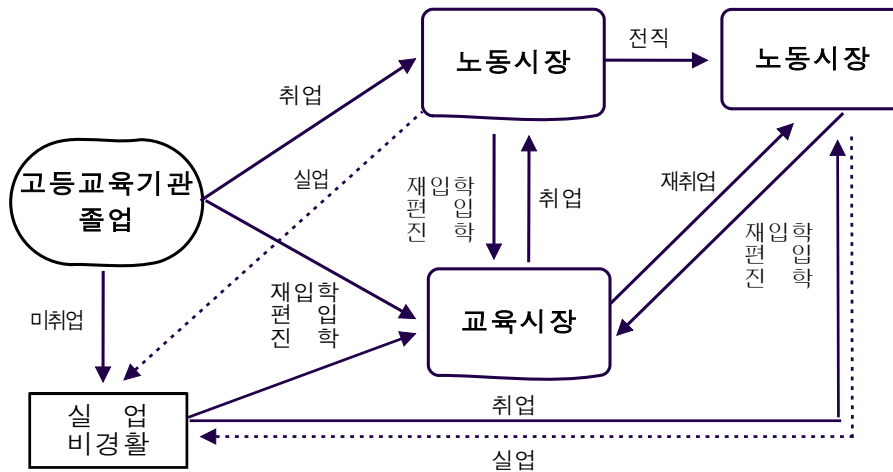 노동시장
전직
노동시장
취업
고등교육기관
졸업
실업
재입학
편 입
진 학
취업
재취업
재입학
편 입
진 학
미취업
재입학
편 입
진 학
교육시장
실 업
비경활
취업
실업